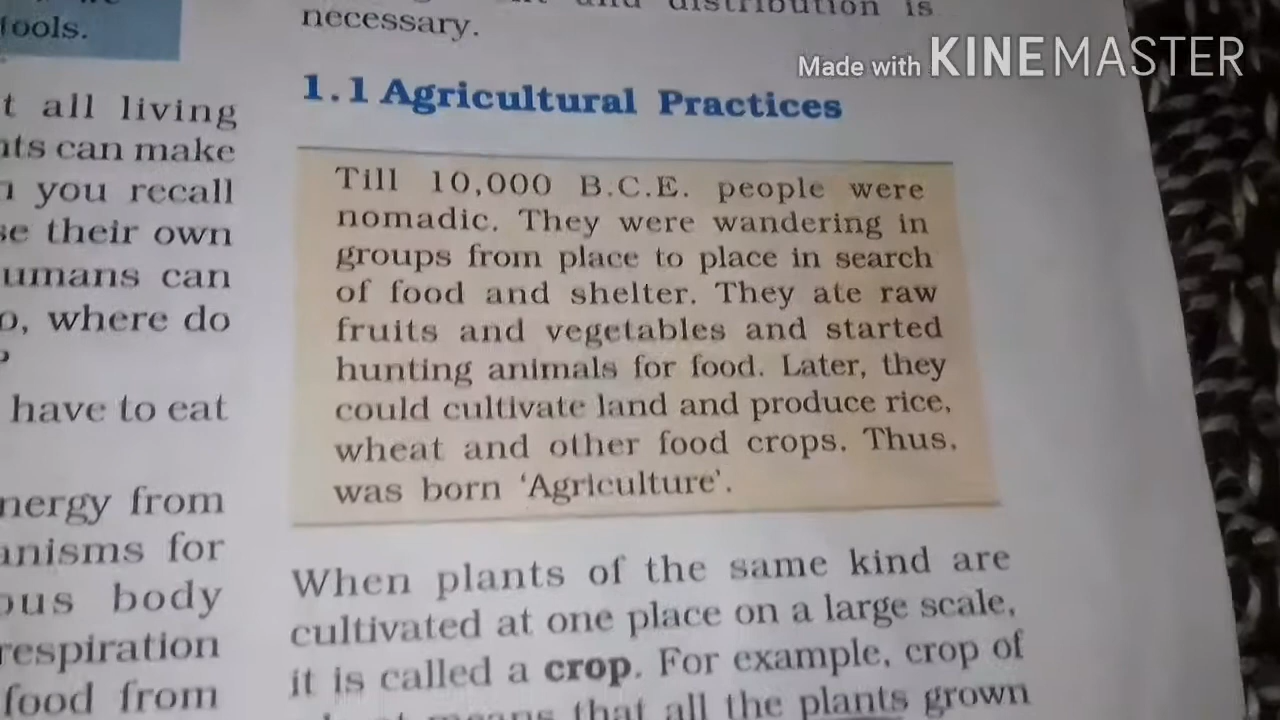 Made with KINEMASTER
fools.
t all living
can make
you recall
their own
umans can
where do
have to eat
nergy from
anisms for
ous body
respiration
food from
distribution is
necessary.
1.1 Agricultural Practices
Till 10,000 B.C.E. people were
nomadic. They were wandering in
groups from place to place in search
of food and shelter. They ate raw
fruits and vegetables and started
hunting animals for food. Later, they
could cultivate land and produce rice,
wheat and other food crops. Thus,
was born ‘Agriculture’.
When plants of the same kind are
cultivated at one place on a large scale,
it is called a crop. For example, crop of
means that all the plants grown